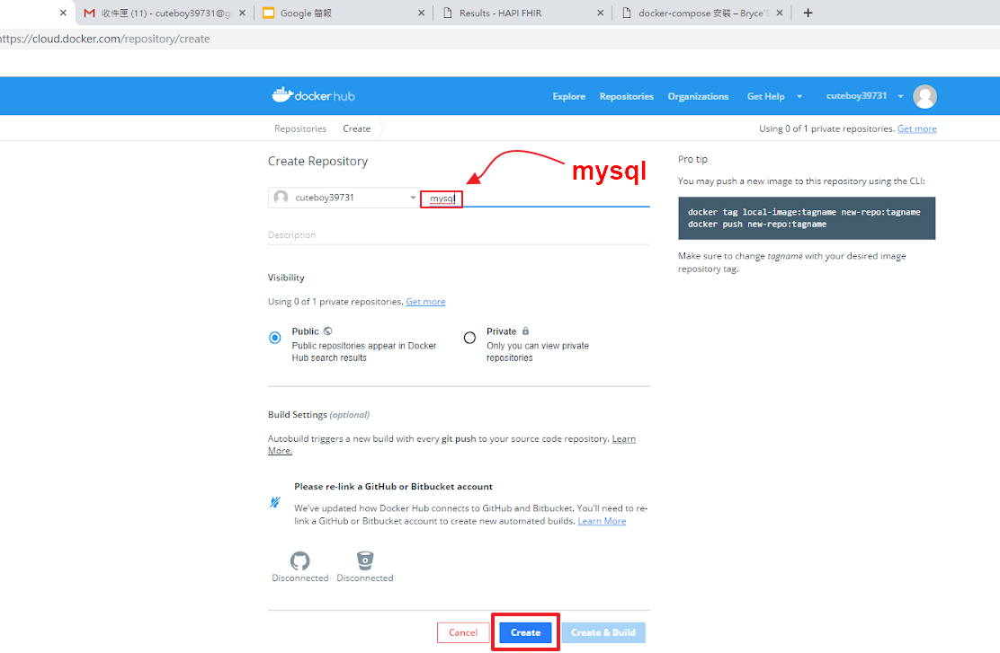 收件匣 (11) - cuteboy39731@g
Google 簡報
Results - HAPI FHIR
docker-compose 安裝 – Bryce'S
https://cloud.docker.com/repository/create
docker hub
Explore
Repositories
Organizations
Get Help
cuteboy39731
Repositories
Create
Using 0 of 1 private repositories. Get more
Create Repository
mysql
cuteboy39731
mysql
Description
Pro tip
You may push a new image to this repository using the CLI:
docker tag local-image:tagname new-repo:tagname
docker push new-repo:tagname
Make sure to change tagname with your desired image
repository tag.
Visibility
Using 0 of 1 private repositories. Get more
Public
Public repositories appear in Docker
Hub search results
Private
Only you can view private
repositories
Build Settings (optional)
Autobuild triggers a new build with every git push to your source code repository. Learn
More.
Please re-link a GitHub or Bitbucket account
We've updated how Docker Hub connects to GitHub and Bitbucket. You'll need to re-
link a GitHub or Bitbucket account to create new automated builds. Learn More
Disconnected
Disconnected
Cancel
Create
Create & Build